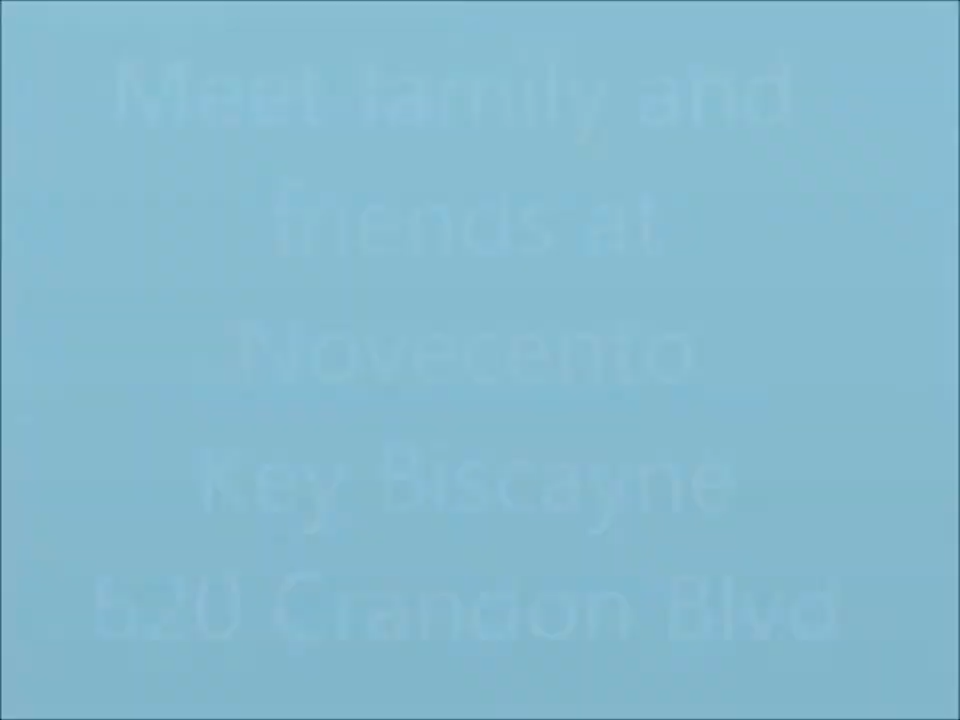 Meet family and
friends at
Novecento
Key Biscayne
620 Crandon Blvd